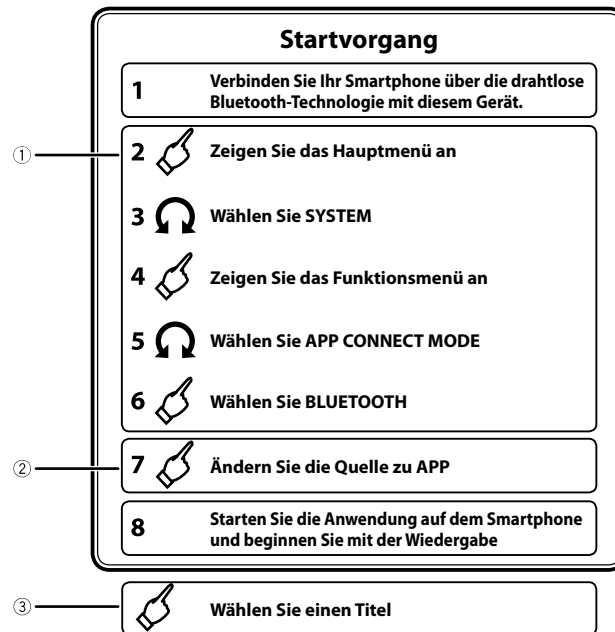 Startvorgang
1 Verbinden Sie Ihr Smartphone über die drahtlose
Bluetooth-Technologie mit diesem Gerät.
① 2 Zeigen Sie das Hauptmenü an
3 Wählen Sie SYSTEM
4 Zeigen Sie das Funktionsmenü an
5 Wählen Sie APP CONNECT MODE
6 Wählen Sie BLUETOOTH
② 7 Ändern Sie die Quelle zu APP
8 Starten Sie die Anwendung auf dem Smartphone
und beginnen Sie mit der Wiedergabe
③ Wählen Sie einen Titel